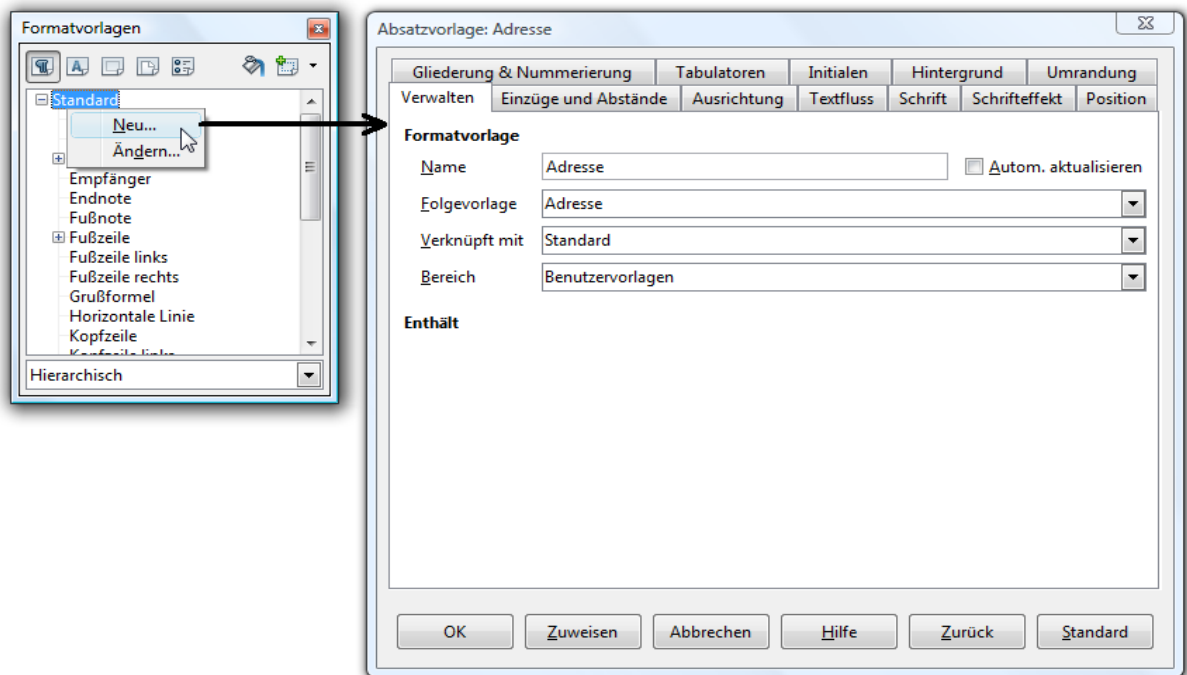 Formatvorlagen
Standard
Neu...
Ändern...
Empfänger
Endnote
Fußnote
Fußzeile
Fußzeile links
Fußzeile rechts
Grußformel
Horizontale Linie
Kopfzeile
Kopfzeile links
Hierarchisch
Absatzvorlage: Adresse
Gliederung & Nummerierung Tabulatoren Initialen Hintergrund Umrandung
Verwalten Einzüge und Abstände Ausrichtung Textfluss Schrift Schrifteffekt Position
Formatvorlage
Name Adresse Autom. aktualisieren
Folgevorlage Adresse
Verknüpft mit Standard
Bereich Benutzervorlagen
Enthält
OK Zuweisen Abbrechen Hilfe Zurück Standard